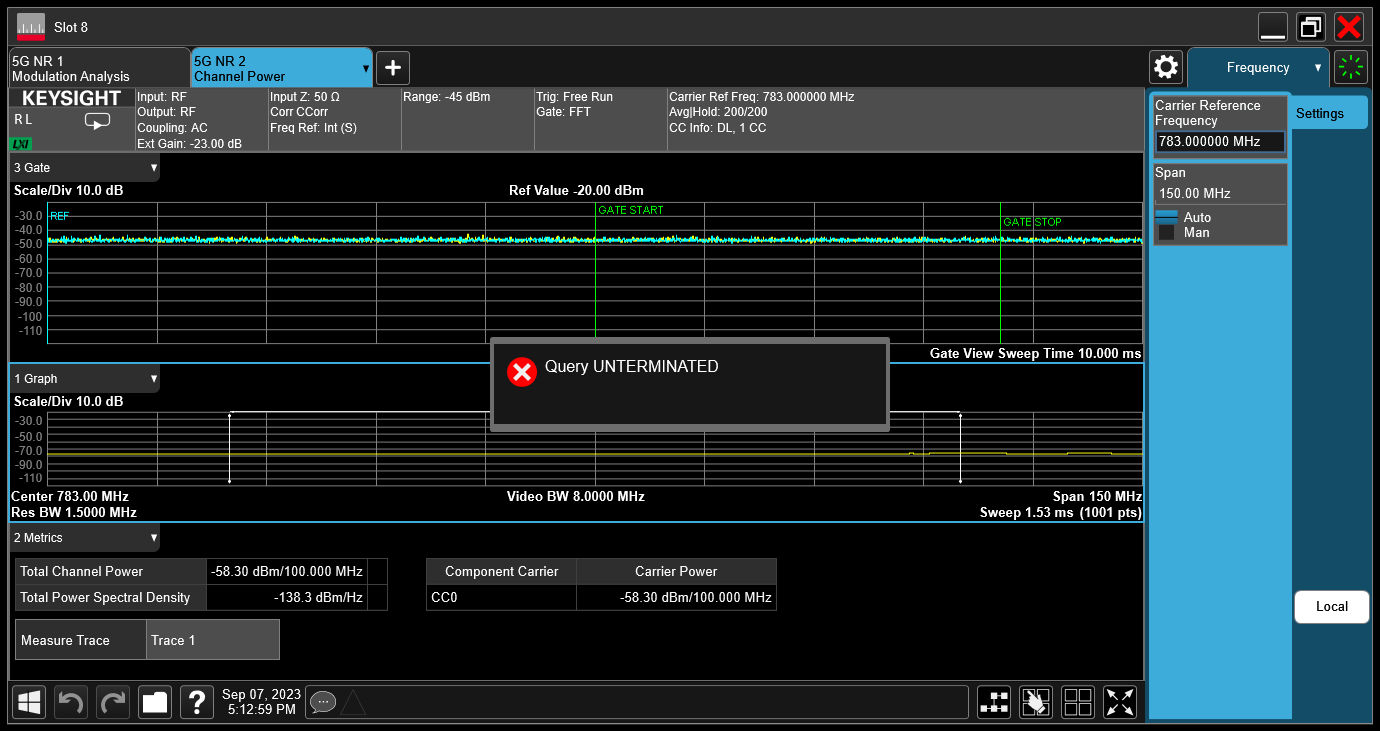 Slot 8
5G NR 1
Modulation Analysis
5G NR 2
Channel Power
Frequency
KEYSIGHT
R L
LXI
Input: RF
Output: RF
Coupling: AC
Ext Gain: -23.00 dB
Input Z: 50 Ω
Corr CCorr
Freq Ref: Int (S)
Range: -45 dBm
Trig: Free Run
Gate: FFT
Carrier Ref Freq: 783.000000 MHz
Avg|Hold: 200/200
CC Info: DL, 1 CC
Carrier Reference
Frequency
783.000000 MHz
Span
150.00 MHz
Auto
Man
Settings
Local
3 Gate
Scale/Div 10.0 dB
Ref Value -20.00 dBm
REF
GATE START
GATE STOP
-30.0
-40.0
-50.0
-60.0
-70.0
-80.0
-90.0
-100
-110
Gate View Sweep Time 10.000 ms
Query UNTERMINATED
1 Graph
Scale/Div 10.0 dB
-30.0
-50.0
-70.0
-90.0
-110
Center 783.00 MHz
Video BW 8.0000 MHz
Span 150 MHz
Res BW 1.5000 MHz
Sweep 1.53 ms (1001 pts)
2 Metrics
Total Channel Power
-58.30 dBm/100.000 MHz
Total Power Spectral Density
-138.3 dBm/Hz
Component Carrier
Carrier Power
CC0
-58.30 dBm/100.000 MHz
Measure Trace
Trace 1
?
Sep 07, 2023
5:12:59 PM